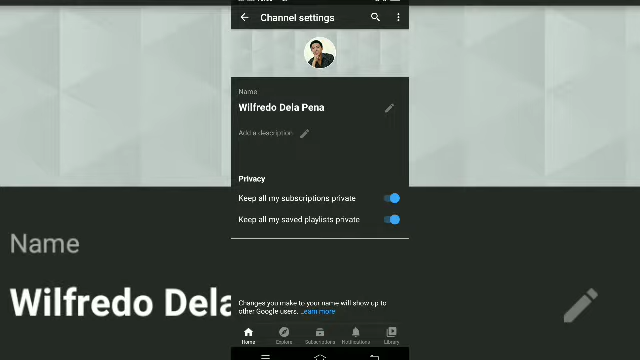 Channel settings
Name
Wilfredo Dela Pena
Add a description
Privacy
Keep all my subscriptions private
Keep all my saved playlists private
Changes you make to your name will show up to
other Google users. Learn more
Home Explore Subscriptions Notifications Library
Name
Wilfredo Dela